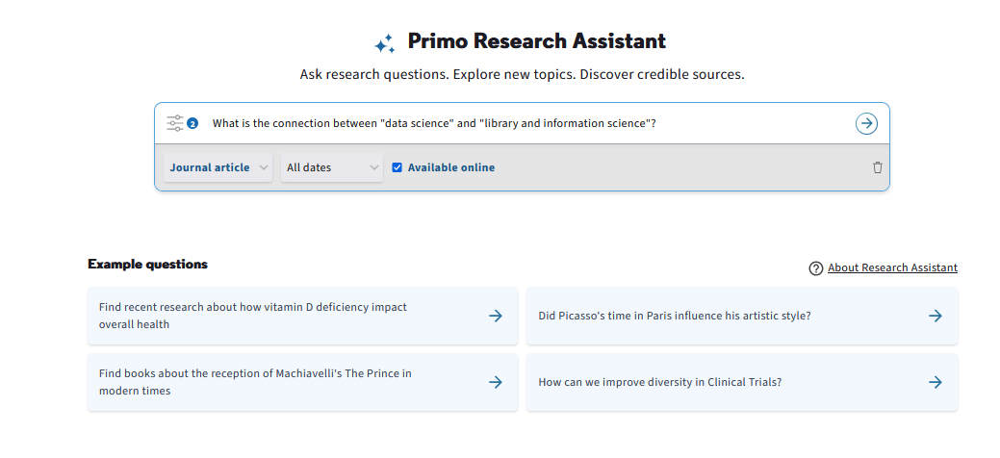 Primo Research Assistant
Ask research questions. Explore new topics. Discover credible sources.
2 What is the connection between "data science" and "library and information science"?
Journal article All dates Available online
Example questions
About Research Assistant
Find recent research about how vitamin D deficiency impact
overall health
Did Picasso's time in Paris influence his artistic style?
Find books about the reception of Machiavelli's The Prince in
modern times
How can we improve diversity in Clinical Trials?